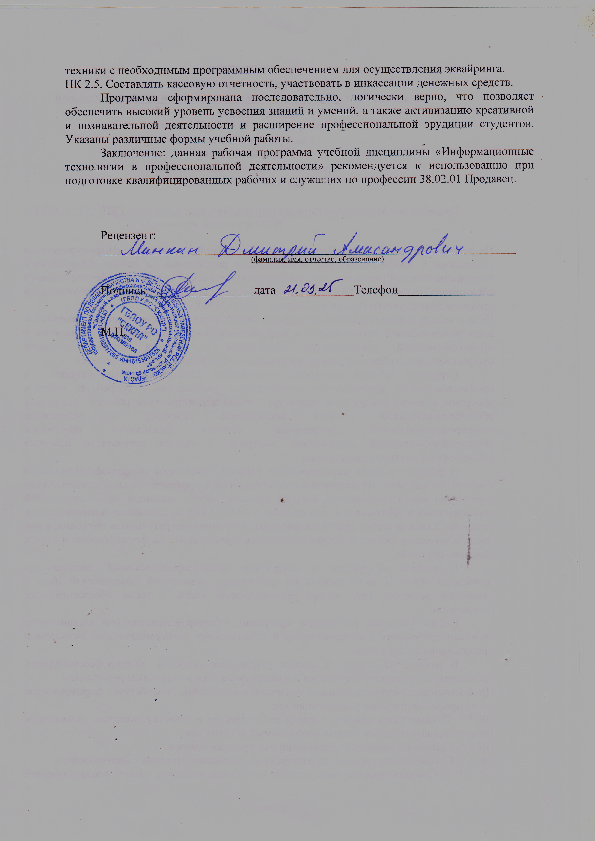 техники с необходимым программным обеспечением для осуществления эквайринга.
ПК 2.5. Составлять кассовую отчетность, участвовать в инкассации денежных средств.
Программа сформирована последовательно, логически верно, что позволяет
обеспечить высокий уровень усвоения знаний и умений, а также активизацию креативной
и познавательной деятельности и расширение профессиональной эрудиции студентов.
Указаны различные формы учебной работы.
Заключение: данная рабочая программа учебной дисциплины «Информационные
технологии в профессиональной деятельности» рекомендуется к использованию при
подготовке квалифицированных рабочих и служащих по профессии 38.02.01 Продавец.
Рецензент:
Минкин Дмитрий Александрович
(фамилия, имя, отчество, образование)
Подпись дата 21.03.25 Телефон
М.П.
ГБПОУ РО